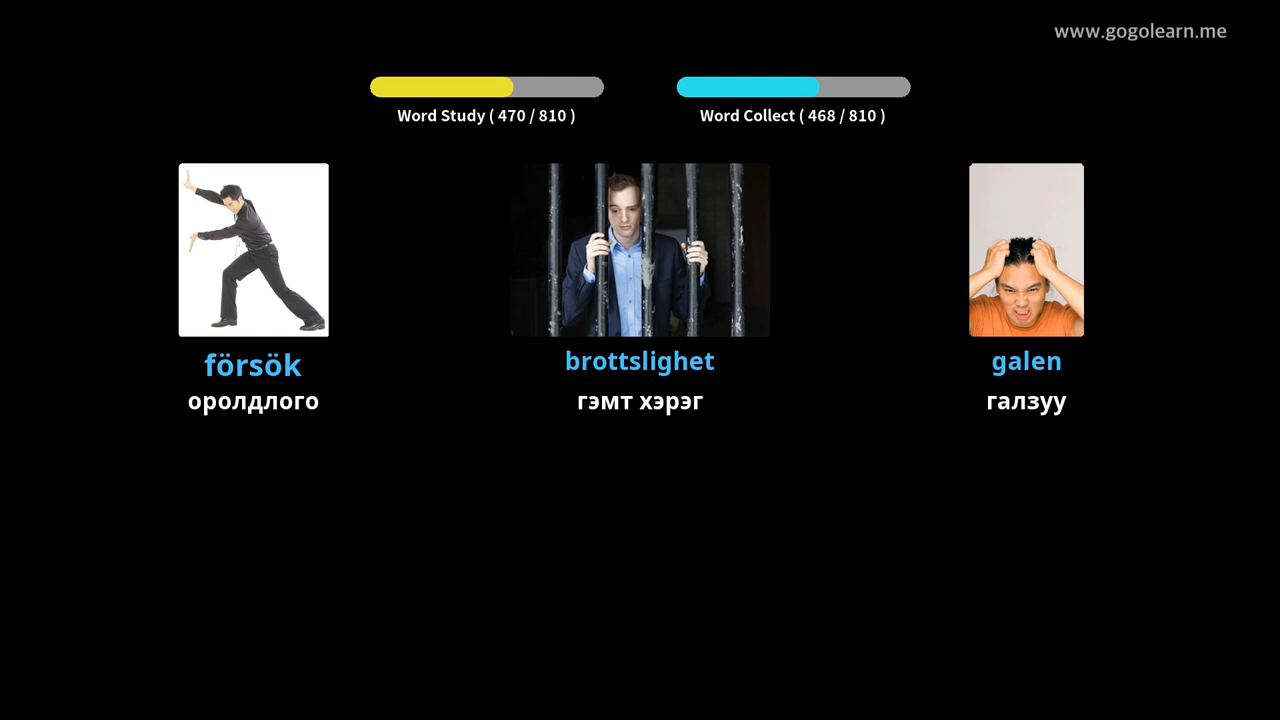 www.gogolearn.me
Word Study ( 470 / 810 )
Word Collect ( 468 / 810 )
försök
brottslighet
galen
оролдлого
гэмт хэрэг
галзуу